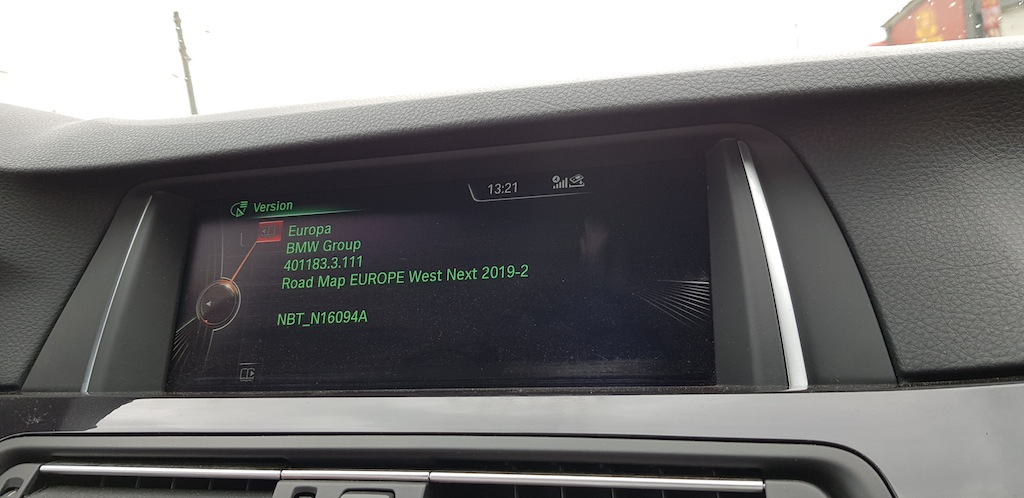 13:21
Version
Europa
BMW Group
401183.3.111
Road Map EUROPE West Next 2019-2
NBT_N16094A